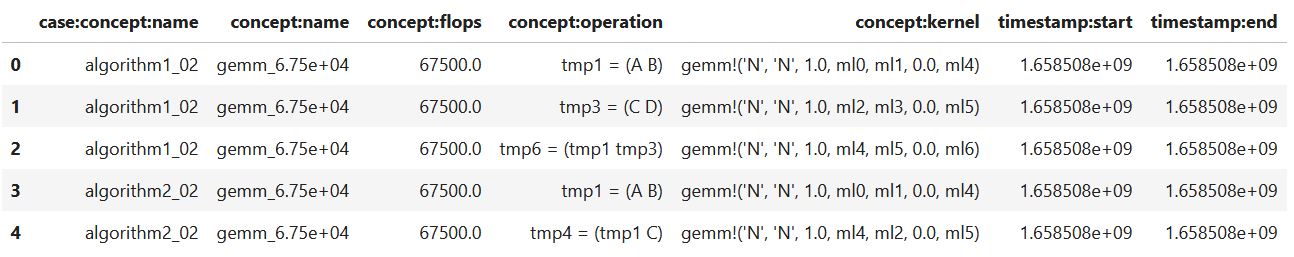 case:concept:name concept:name concept:flops concept:operation concept:kernel timestamp:start timestamp:end
0 algorithm1_02 gemm_6.75e+04 67500.0 tmp1 = (A B) gemm!('N', 'N', 1.0, ml0, ml1, 0.0, ml4) 1.658508e+09 1.658508e+09
1 algorithm1_02 gemm_6.75e+04 67500.0 tmp3 = (C D) gemm!('N', 'N', 1.0, ml2, ml3, 0.0, ml5) 1.658508e+09 1.658508e+09
2 algorithm1_02 gemm_6.75e+04 67500.0 tmp6 = (tmp1 tmp3) gemm!('N', 'N', 1.0, ml4, ml5, 0.0, ml6) 1.658508e+09 1.658508e+09
3 algorithm2_02 gemm_6.75e+04 67500.0 tmp1 = (A B) gemm!('N', 'N', 1.0, ml0, ml1, 0.0, ml4) 1.658508e+09 1.658508e+09
4 algorithm2_02 gemm_6.75e+04 67500.0 tmp4 = (tmp1 C) gemm!('N', 'N', 1.0, ml4, ml2, 0.0, ml5) 1.658508e+09 1.658508e+09